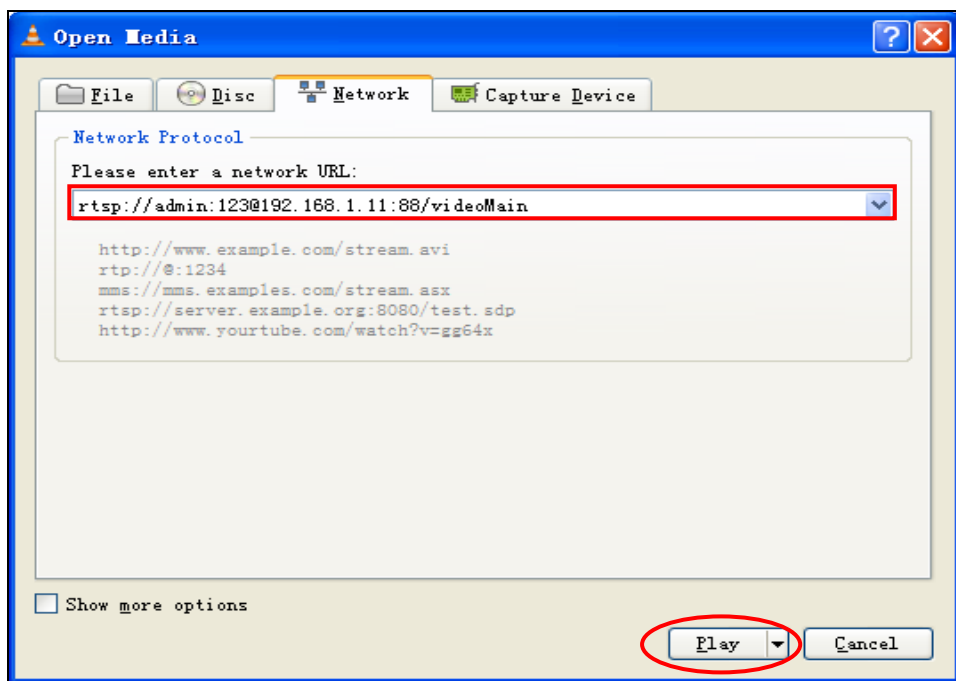 Open Media
File Disc Network Capture Device
Network Protocol
Please enter a network URL:
rtsp://admin:123@192.168.1.11:88/videoMain
http://www.example.com/stream.avi
rtp://@:1234
mms://mms.examples.com/stream.asx
rtsp://server.example.org:8080/test.sdp
http://www.yourtube.com/watch?v=gg64x
Show more options
Play Cancel